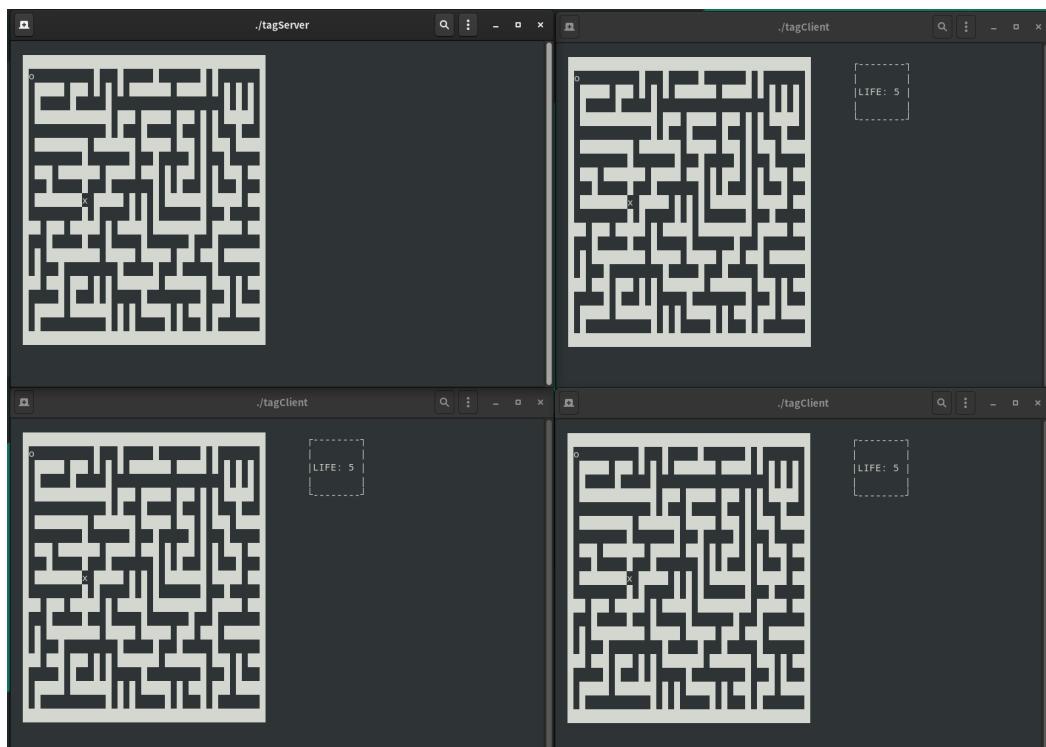 ./tagServer
o
x
./tagClient
o
LIFE: 5
x
./tagClient
o
LIFE: 5
x
./tagClient
o
LIFE: 5
x